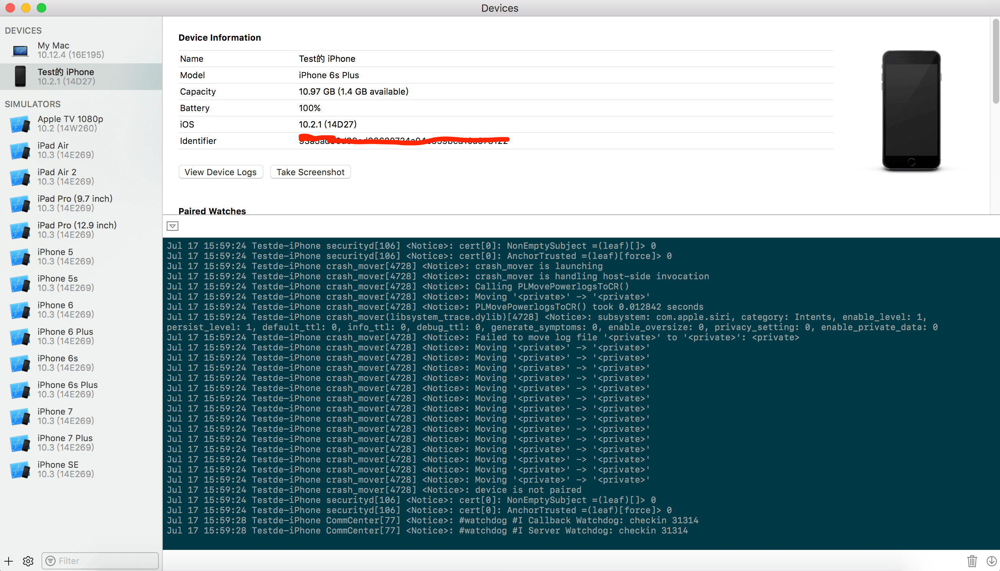 Devices
DEVICES
My Mac
10.12.4 (16E195)
Test的 iPhone
10.2.1 (14D27)
SIMULATORS
Apple TV 1080p
10.2 (14W260)
iPad Air
10.3 (14E269)
iPad Air 2
10.3 (14E269)
iPad Pro (9.7 inch)
10.3 (14E269)
iPad Pro (12.9 inch)
10.3 (14E269)
iPhone 5
10.3 (14E269)
iPhone 5s
10.3 (14E269)
iPhone 6
10.3 (14E269)
iPhone 6 Plus
10.3 (14E269)
iPhone 6s
10.3 (14E269)
iPhone 6s Plus
10.3 (14E269)
iPhone 7
10.3 (14E269)
iPhone 7 Plus
10.3 (14E269)
iPhone SE
10.3 (14E269)
Filter
Device Information
Name Test的 iPhone
Model iPhone 6s Plus
Capacity 10.97 GB (1.4 GB available)
Battery 100%
iOS 10.2.1 (14D27)
Identifier
View Device Logs Take Screenshot
Paired Watches
Jul 17 15:59:24 Testde-iPhone securityd[106] <Notice>: cert[0]: NonEmptySubject =(leaf)[]> 0
Jul 17 15:59:24 Testde-iPhone securityd[106] <Notice>: cert[0]: AnchorTrusted =(leaf)[force]> 0
Jul 17 15:59:24 Testde-iPhone crash_mover[4728] <Notice>: crash_mover is launching
Jul 17 15:59:24 Testde-iPhone crash_mover[4728] <Notice>: crash_mover is handling host-side invocation
Jul 17 15:59:24 Testde-iPhone crash_mover[4728] <Notice>: Calling PLMovePowerlogsToCR()
Jul 17 15:59:24 Testde-iPhone crash_mover[4728] <Notice>: Moving '<private>' -> '<private>'
Jul 17 15:59:24 Testde-iPhone crash_mover[4728] <Notice>: PLMovePowerlogsToCR() took 0.012842 seconds
Jul 17 15:59:24 Testde-iPhone crash_mover(libsystem_trace.dylib)[4728] <Notice>: subsystem: com.apple.siri, category: Intents, enable_level: 1,
persist_level: 1, default_ttl: 0, info_ttl: 0, debug_ttl: 0, generate_symptoms: 0, enable_oversize: 0, privacy_setting: 0, enable_private_data: 0
Jul 17 15:59:24 Testde-iPhone crash_mover[4728] <Notice>: Failed to move log file '<private>' to '<private>': <private>
Jul 17 15:59:24 Testde-iPhone crash_mover[4728] <Notice>: Moving '<private>' -> '<private>'
Jul 17 15:59:24 Testde-iPhone crash_mover[4728] <Notice>: Moving '<private>' -> '<private>'
Jul 17 15:59:24 Testde-iPhone crash_mover[4728] <Notice>: Moving '<private>' -> '<private>'
Jul 17 15:59:24 Testde-iPhone crash_mover[4728] <Notice>: Moving '<private>' -> '<private>'
Jul 17 15:59:24 Testde-iPhone crash_mover[4728] <Notice>: Moving '<private>' -> '<private>'
Jul 17 15:59:24 Testde-iPhone crash_mover[4728] <Notice>: Moving '<private>' -> '<private>'
Jul 17 15:59:24 Testde-iPhone crash_mover[4728] <Notice>: Moving '<private>' -> '<private>'
Jul 17 15:59:24 Testde-iPhone crash_mover[4728] <Notice>: Moving '<private>' -> '<private>'
Jul 17 15:59:24 Testde-iPhone crash_mover[4728] <Notice>: Moving '<private>' -> '<private>'
Jul 17 15:59:24 Testde-iPhone crash_mover[4728] <Notice>: Moving '<private>' -> '<private>'
Jul 17 15:59:24 Testde-iPhone crash_mover[4728] <Notice>: Moving '<private>' -> '<private>'
Jul 17 15:59:24 Testde-iPhone crash_mover[4728] <Notice>: Moving '<private>' -> '<private>'
Jul 17 15:59:24 Testde-iPhone crash_mover[4728] <Notice>: Moving '<private>' -> '<private>'
Jul 17 15:59:24 Testde-iPhone crash_mover[4728] <Notice>: Moving '<private>' -> '<private>'
Jul 17 15:59:24 Testde-iPhone crash_mover[4728] <Notice>: device is not paired
Jul 17 15:59:24 Testde-iPhone securityd[106] <Notice>: cert[0]: NonEmptySubject =(leaf)[]> 0
Jul 17 15:59:24 Testde-iPhone securityd[106] <Notice>: cert[0]: AnchorTrusted =(leaf)[force]> 0
Jul 17 15:59:28 Testde-iPhone CommCenter[77] <Notice>: #watchdog #I Callback Watchdog: checkin 31314
Jul 17 15:59:28 Testde-iPhone CommCenter[77] <Notice>: #watchdog #I Server Watchdog: checkin 31314